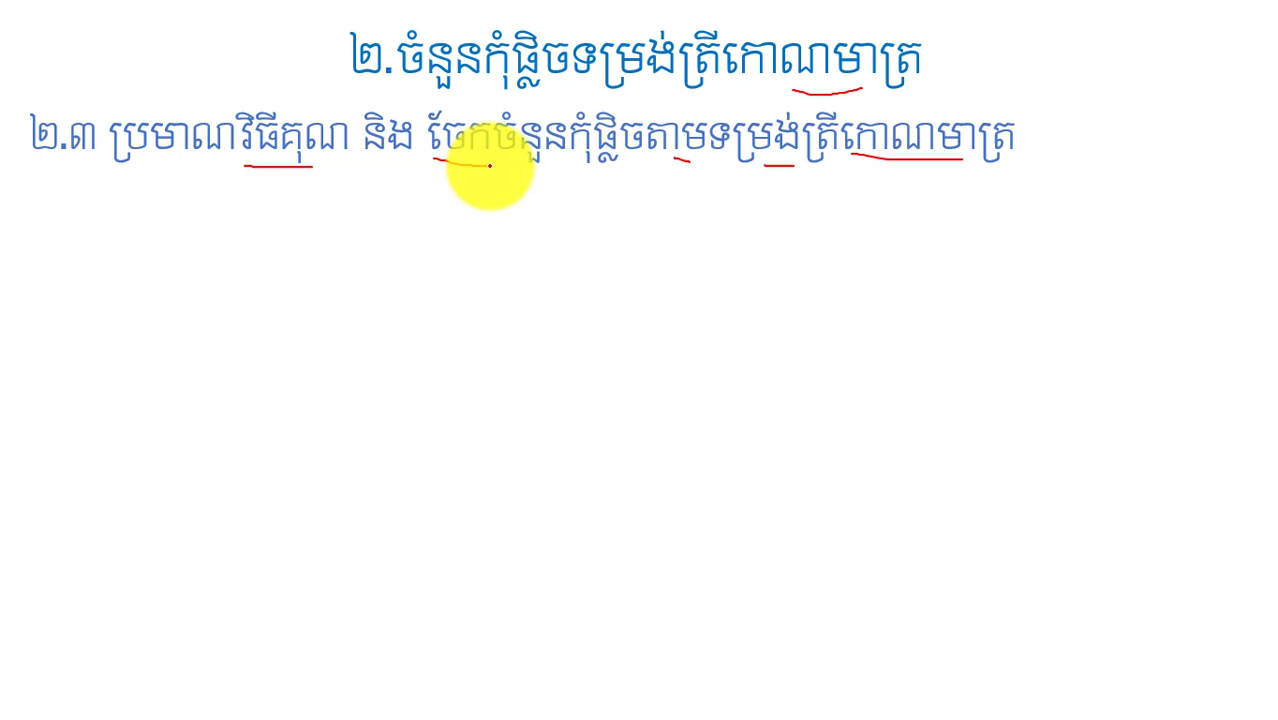 ២.ចំនួនកុំផ្លិចទម្រង់ត្រីកោណមាត្រ
២.៣ ប្រមាណវិធីគុណ និង ចែកចំនួនកុំផ្លិចតាមទម្រង់ត្រីកោណមាត្រ